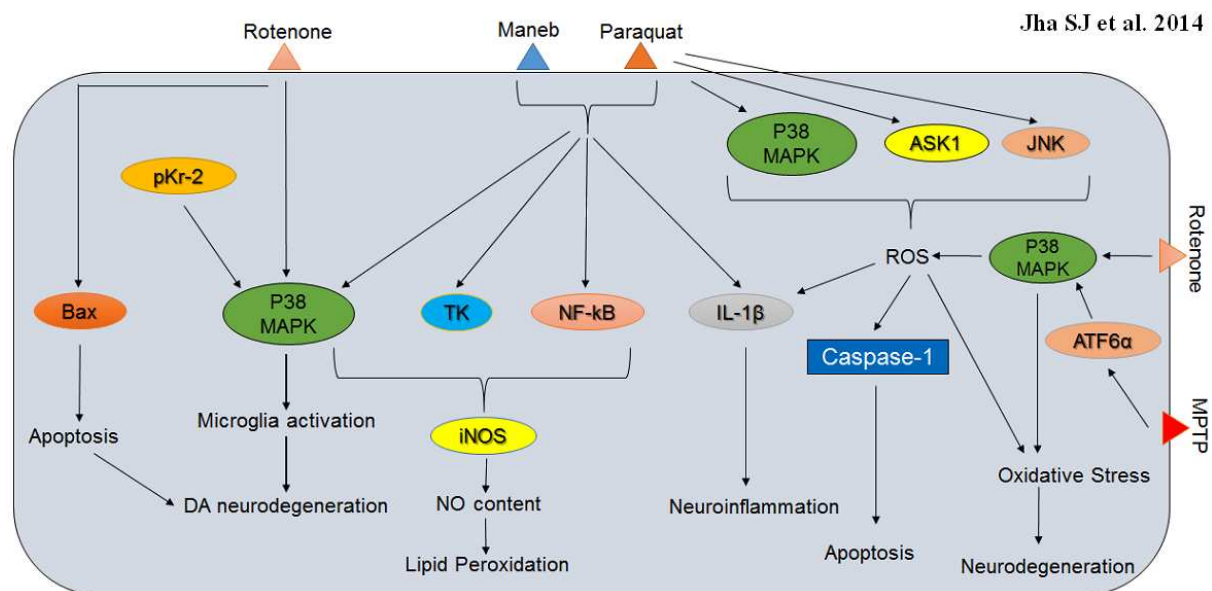 Jha SJ et al. 2014
Rotenone
Maneb
Paraquat
P38
MAPK
ASK1
JNK
pKr-2
Rotenone
ROS
P38
MAPK
Bax
P38
MAPK
TK
NF-kB
IL-1β
ATF6α
Caspase-1
MPTP
Apoptosis
Microglia activation
iNOS
Oxidative Stress
DA neurodegeneration
NO content
Neuroinflammation
Lipid Peroxidation
Apoptosis
Neurodegeneration